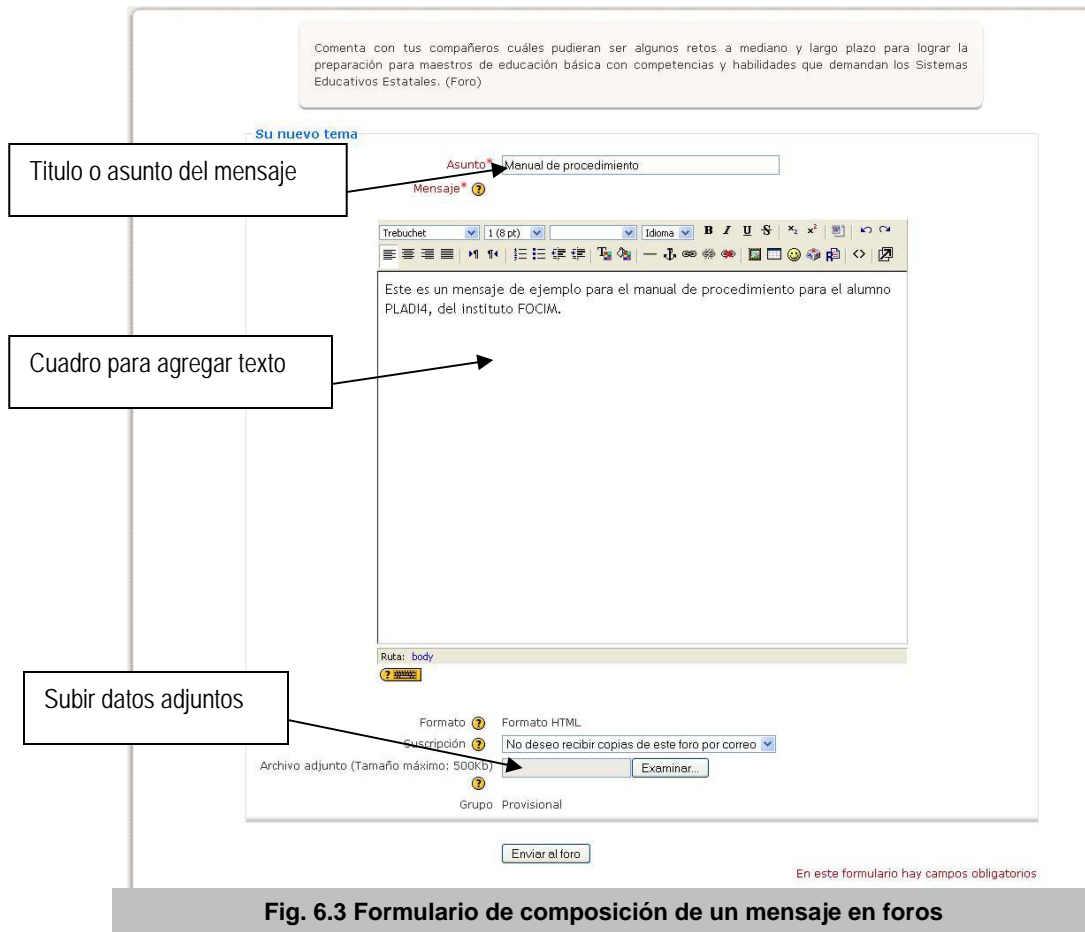 Comenta con tus compañeros cuáles pudieran ser algunos retos a mediano y largo plazo para lograr la
preparación para maestros de educación básica con competencias y habilidades que demandan los Sistemas
Educativos Estatales. (Foro)
Su nuevo tema
Titulo o asunto del mensaje
Asunto* Manual de procedimiento
Mensaje* ?
Trebuchet 1 (8 pt) Idioma B I U S x₂ x²
Este es un mensaje de ejemplo para el manual de procedimiento para el alumno
PLADI4, del instituto FOCIM.
Cuadro para agregar texto
Ruta: body
?
Subir datos adjuntos
Formato ? Formato HTML
Suscripción ? No deseo recibir copias de este foro por correo
Archivo adjunto (Tamaño máximo: 500Kb) Examinar...
?
Grupo Provisional
Enviar al foro
En este formulario hay campos obligatorios
Fig. 6.3 Formulario de composición de un mensaje en foros